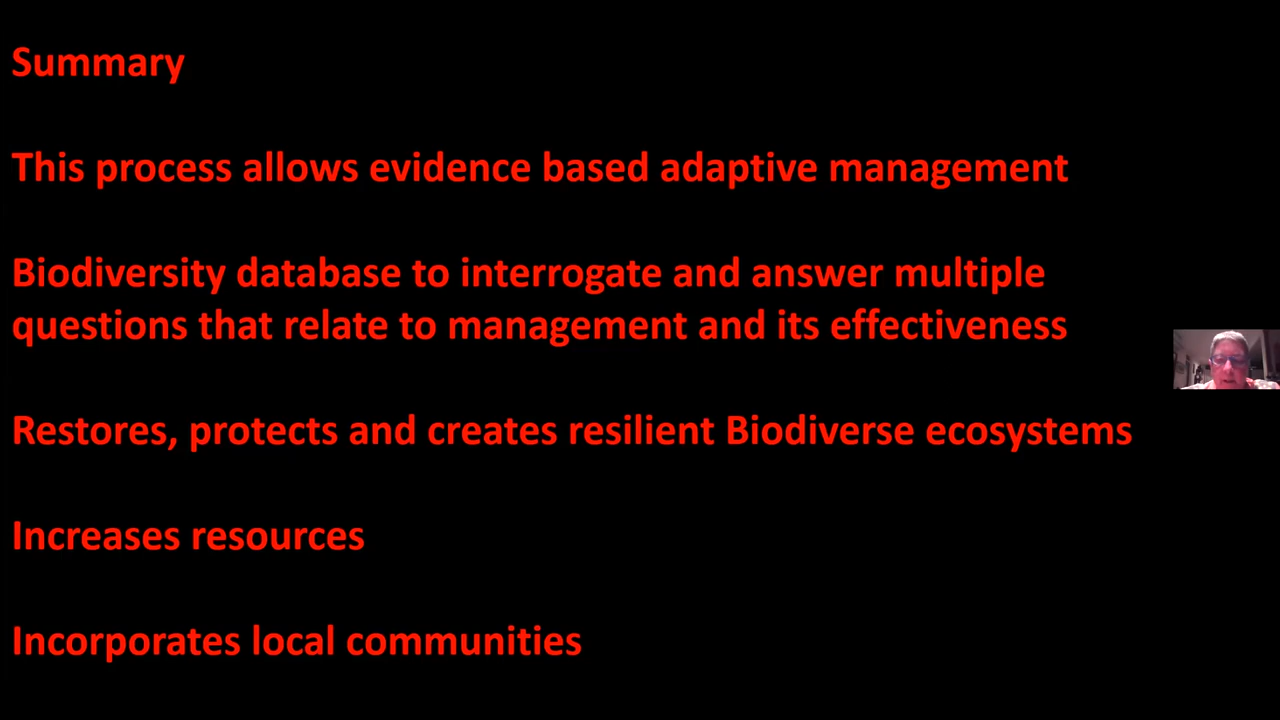 Summary
This process allows evidence based adaptive management
Biodiversity database to interrogate and answer multiple
questions that relate to management and its effectiveness
Restores, protects and creates resilient Biodiverse ecosystems
Increases resources
Incorporates local communities